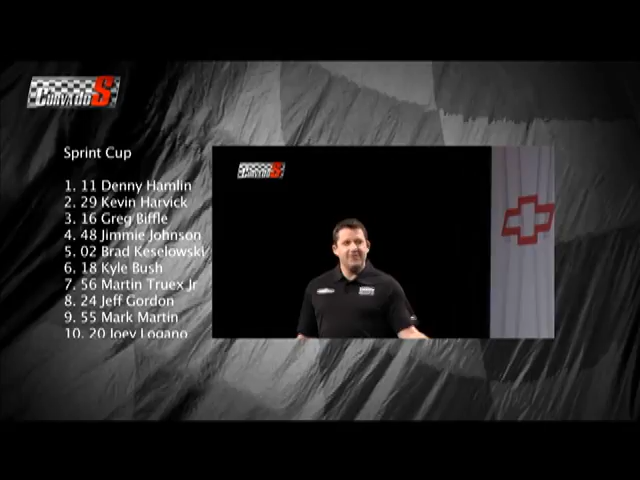 CURVADO S
Sprint Cup
1. 11 Denny Hamlin
2. 29 Kevin Harvick
3. 16 Greg Biffle
4. 48 Jimmie Johnson
5. 02 Brad Keselowski
6. 18 Kyle Bush
7. 56 Martin Truex Jr
8. 24 Jeff Gordon
9. 55 Mark Martin
10. 20 Joey Logano
CURVADO S